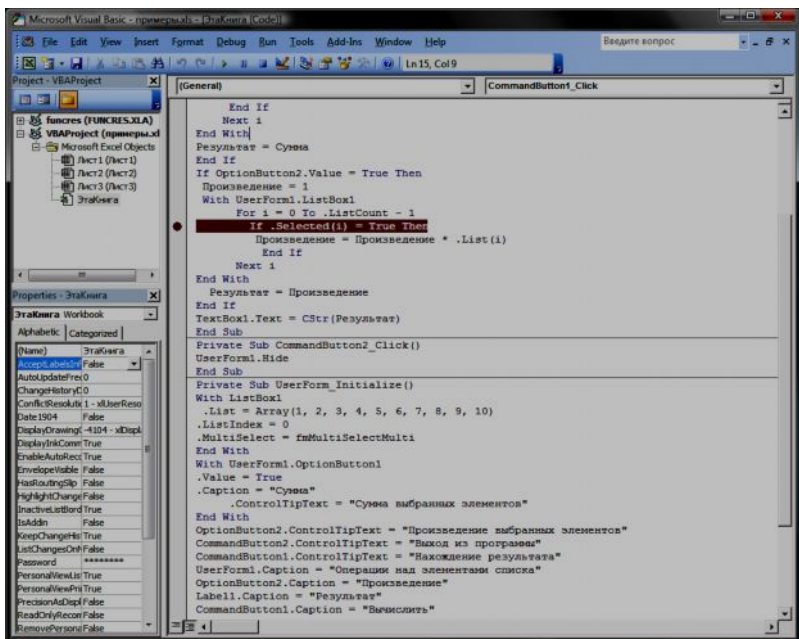 Microsoft Visual Basic - примеры.xls - [ЭтаКнига (Code)]
File Edit View Insert Format Debug Run Tools Add-Ins Window Help
Введите вопрос
Ln 15, Col 9
Project - VBAProject
(General)
CommandButton1_Click
funcres (FUNCRES.XLA)
VBAProject (примеры.xl
Microsoft Excel Objects
Лист1 (Лист1)
Лист2 (Лист2)
Лист3 (Лист3)
ЭтаКнига
Properties - ЭтаКнига
ЭтаКнига Workbook
Alphabetic
Categorized
(Name) ЭтаКнига
AcceptLabelsInF False
AutoUpdateFrec 0
ChangeHistoryD 0
ConflictResolutic 1 - xlUserReso
Date1904 False
DisplayDrawingO -4104 - xlDispl
DisplayInkComm True
EnableAutoReco True
EnvelopeVisible False
HasRoutingSlip False
HighlightChange False
InactiveListBord True
IsAddin False
KeepChangeHis True
ListChangesOnN False
Password ********
PersonalViewLis True
PersonalViewPri True
PrecisionAsDispl False
ReadOnlyRecom False
RemovePersona False
End If
Next i
End With
Результат = Сумма
End If
If OptionButton2.Value = True Then
Произведение = 1
With UserForm1.ListBox1
For i = 0 To .ListCount - 1
If .Selected(i) = True Then
Произведение = Произведение * .List(i)
End If
Next i
End With
Результат = Произведение
End If
TextBox1.Text = CStr(Результат)
End Sub
Private Sub CommandButton2_Click()
UserForm1.Hide
End Sub
Private Sub UserForm_Initialize()
With ListBox1
.List = Array(1, 2, 3, 4, 5, 6, 7, 8, 9, 10)
.ListIndex = 0
.MultiSelect = fmMultiSelectMulti
End With
With UserForm1.OptionButton1
.Value = True
.Caption = "Сумма"
.ControlTipText = "Сумма выбранных элементов"
End With
OptionButton2.ControlTipText = "Произведение выбранных элементов"
CommandButton2.ControlTipText = "Выход из программы"
CommandButton1.ControlTipText = "Нахождение результата"
UserForm1.Caption = "Операции над элементами списка"
OptionButton2.Caption = "Произведение"
Label1.Caption = "Результат"
CommandButton1.Caption = "Вычислить"